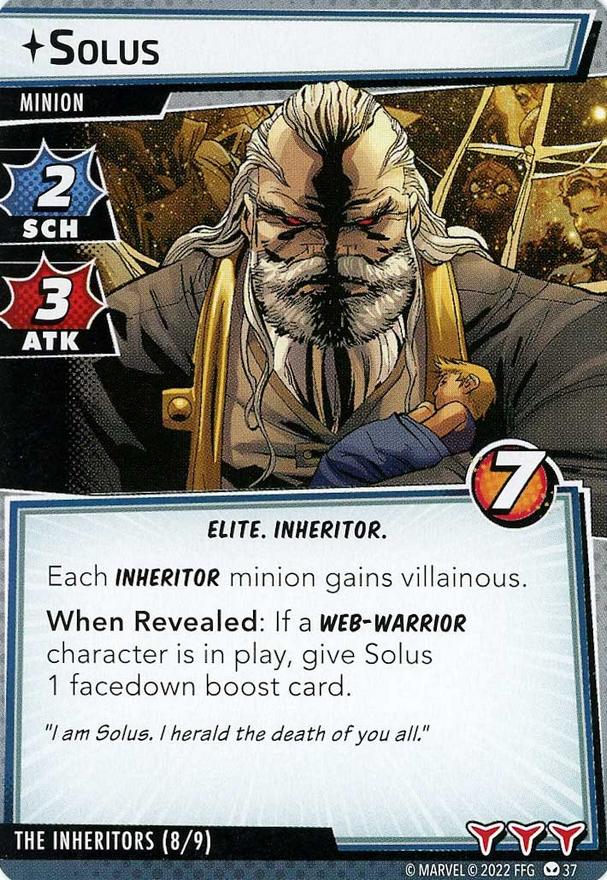 Solus
MINION
2
SCH
3
ATK
7
ELITE. INHERITOR.
Each INHERITOR minion gains villainous.
When Revealed: If a WEB-WARRIOR
character is in play, give Solus
1 facedown boost card.
"I am Solus. I herald the death of you all."
THE INHERITORS (8/9)
© MARVEL © 2022 FFG 37